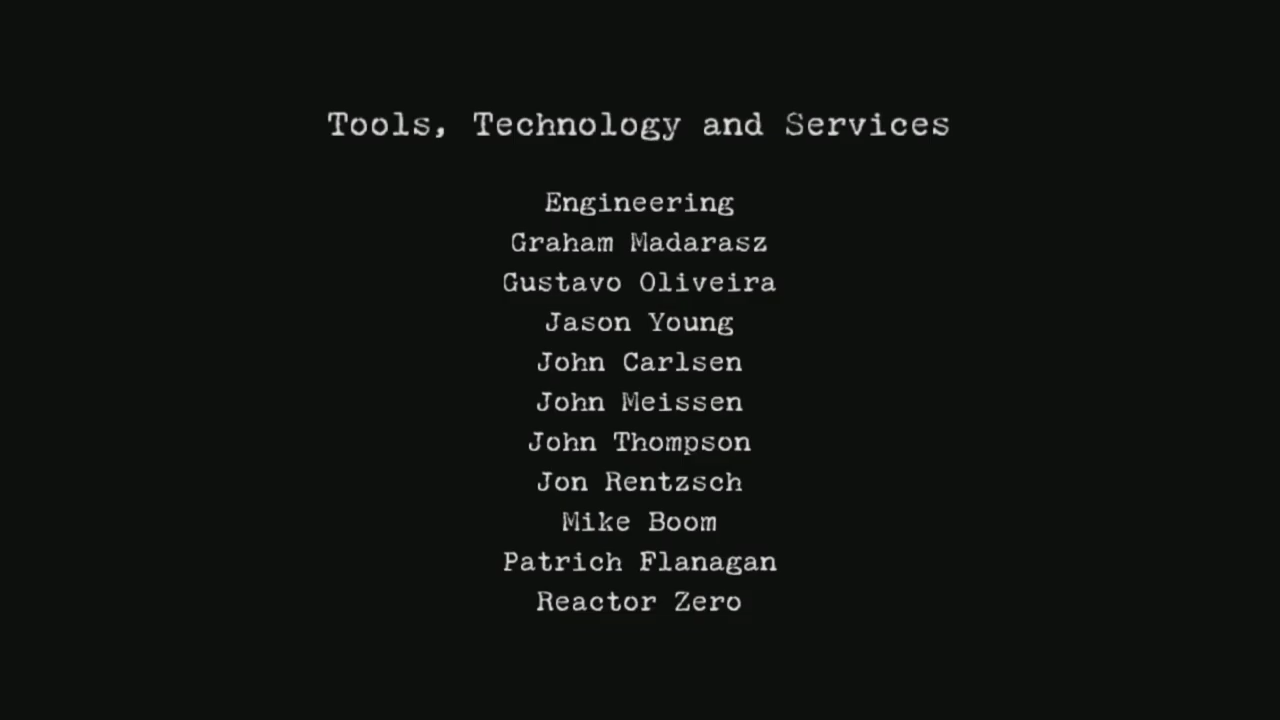 Tools, Technology and Services
Engineering
Graham Madarasz
Gustavo Oliveira
Jason Young
John Carlsen
John Meissen
John Thompson
Jon Rentzsch
Mike Boom
Patrich Flanagan
Reactor Zero